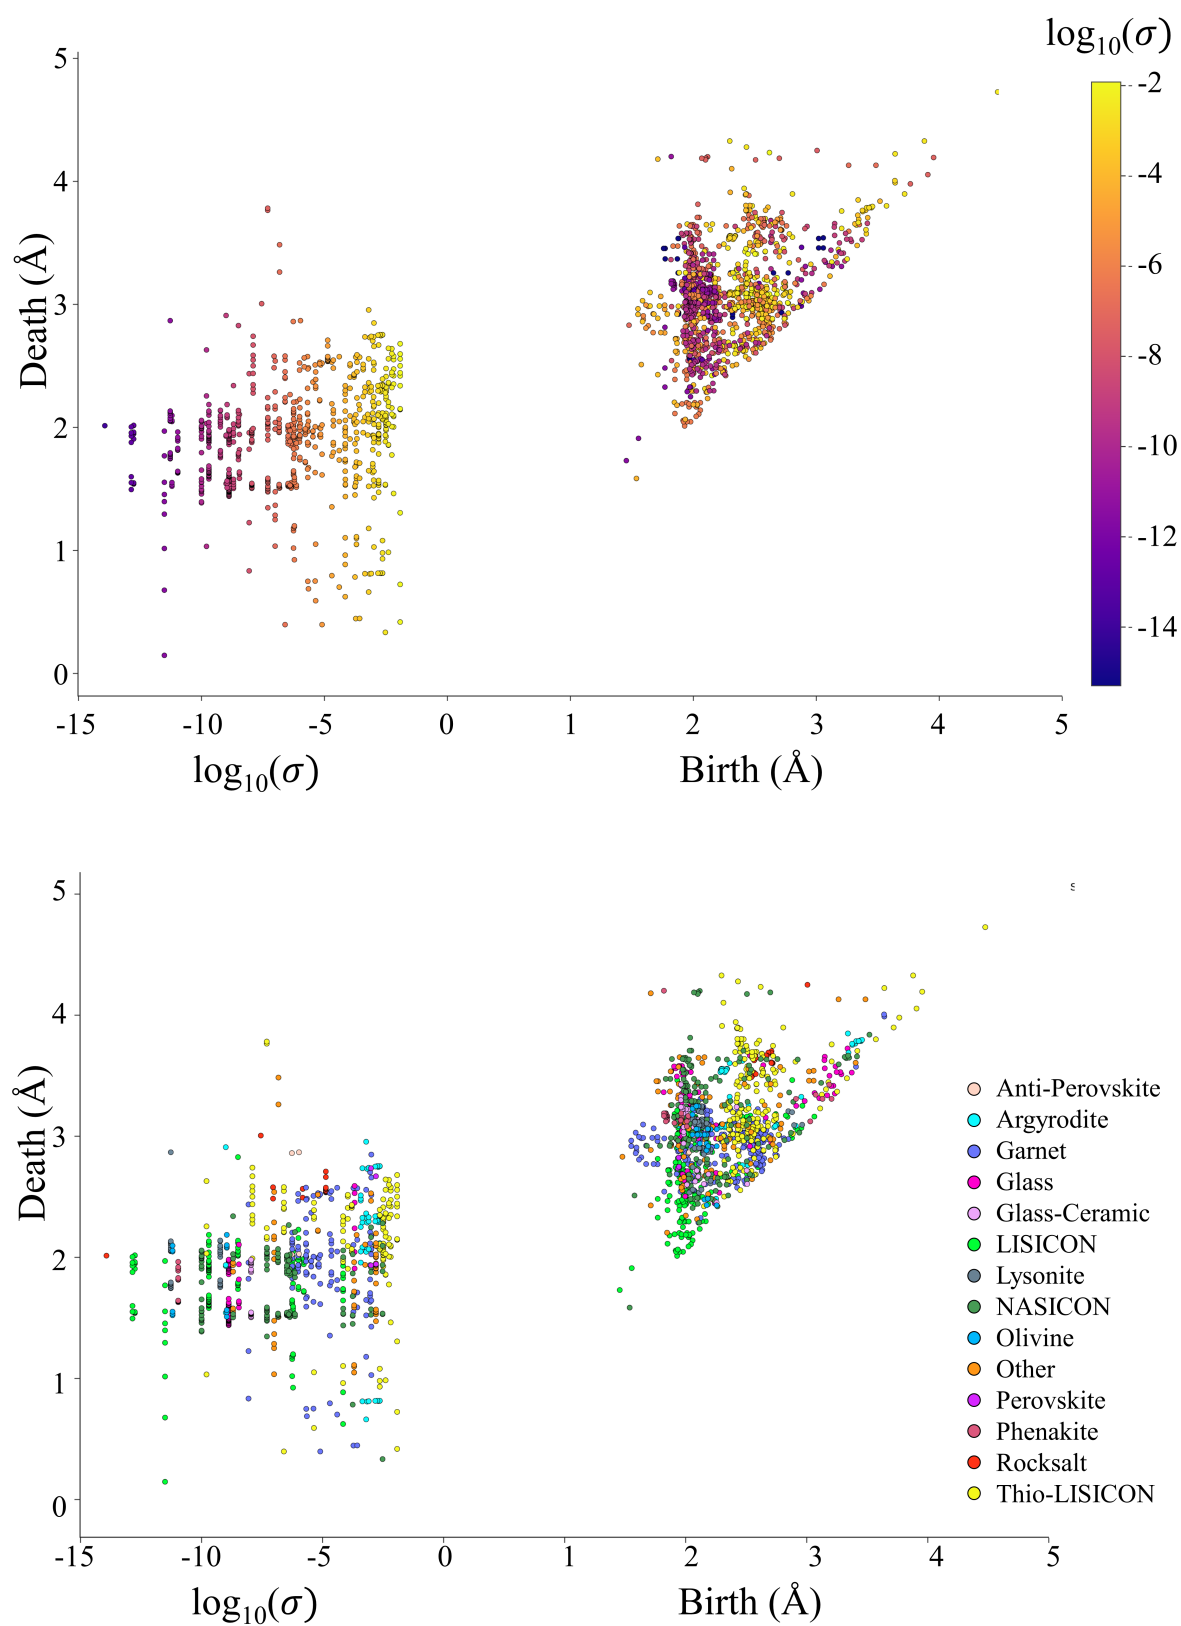 log₁₀(σ)
-2
-4
-6
-8
-10
-12
-14
Death (Å)
5
4
3
2
1
0
-15 -10 -5 0 1 2 3 4 5
log₁₀(σ) Birth (Å)
s
Death (Å)
5
4
3
2
1
0
Anti-Perovskite
Argyrodite
Garnet
Glass
Glass-Ceramic
LISICON
Lysonite
NASICON
Olivine
Other
Perovskite
Phenakite
Rocksalt
Thio-LISICON
-15 -10 -5 0 1 2 3 4 5
log₁₀(σ) Birth (Å)